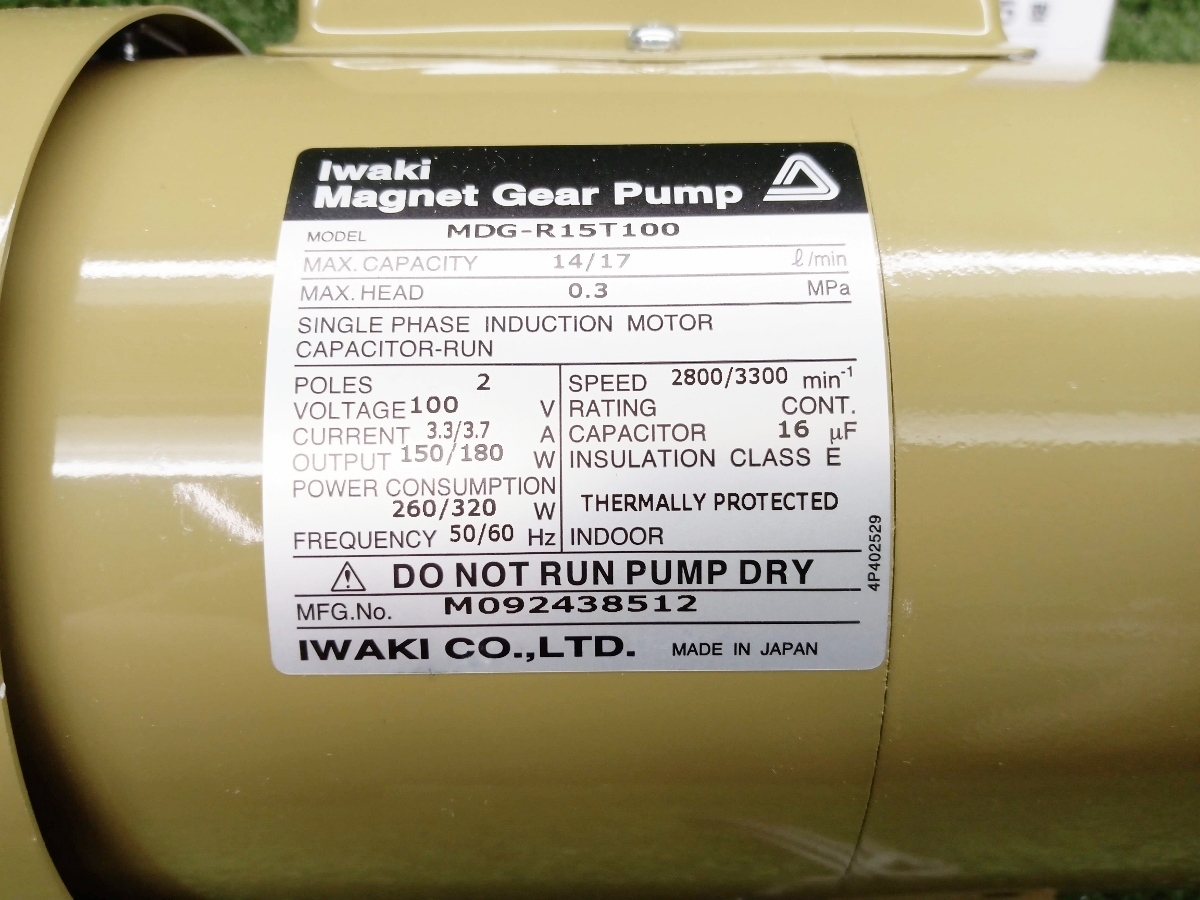 Iwaki
Magnet Gear Pump
MODEL MDG-R15T100
MAX. CAPACITY 14/17 ℓ/min
MAX. HEAD 0.3 MPa
SINGLE PHASE INDUCTION MOTOR
CAPACITOR-RUN
POLES 2
VOLTAGE 100 V
CURRENT 3.3/3.7 A
OUTPUT 150/180 W
POWER CONSUMPTION
260/320 W
FREQUENCY 50/60 Hz
SPEED 2800/3300 min⁻¹
RATING CONT.
CAPACITOR 16 μF
INSULATION CLASS E
THERMALLY PROTECTED
INDOOR
4P402529
DO NOT RUN PUMP DRY
MFG.No. M092438512
IWAKI CO.,LTD. MADE IN JAPAN